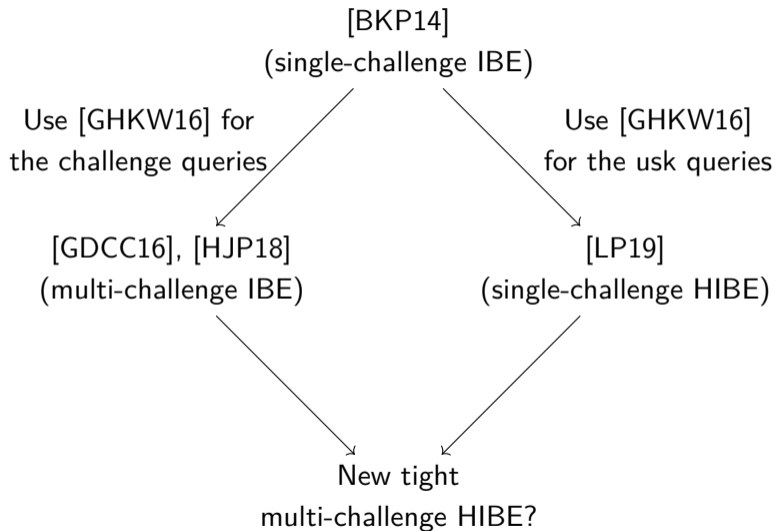 [BKP14]
(single-challenge IBE)
Use [GHKW16] for
the challenge queries
Use [GHKW16]
for the usk queries
[GDCC16], [HJP18]
(multi-challenge IBE)
[LP19]
(single-challenge HIBE)
New tight
multi-challenge HIBE?